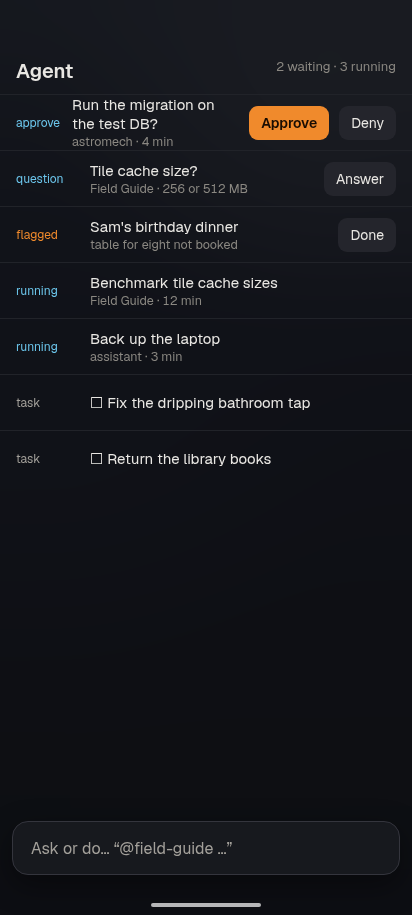 Agent
2 waiting · 3 running
approve
Run the migration on
the test DB?
astromech · 4 min
Approve
Deny
question
Tile cache size?
Field Guide · 256 or 512 MB
Answer
flagged
Sam's birthday dinner
table for eight not booked
Done
running
Benchmark tile cache sizes
Field Guide · 12 min
running
Back up the laptop
assistant · 3 min
task
☐ Fix the dripping bathroom tap
task
☐ Return the library books
Ask or do… “@field-guide …”